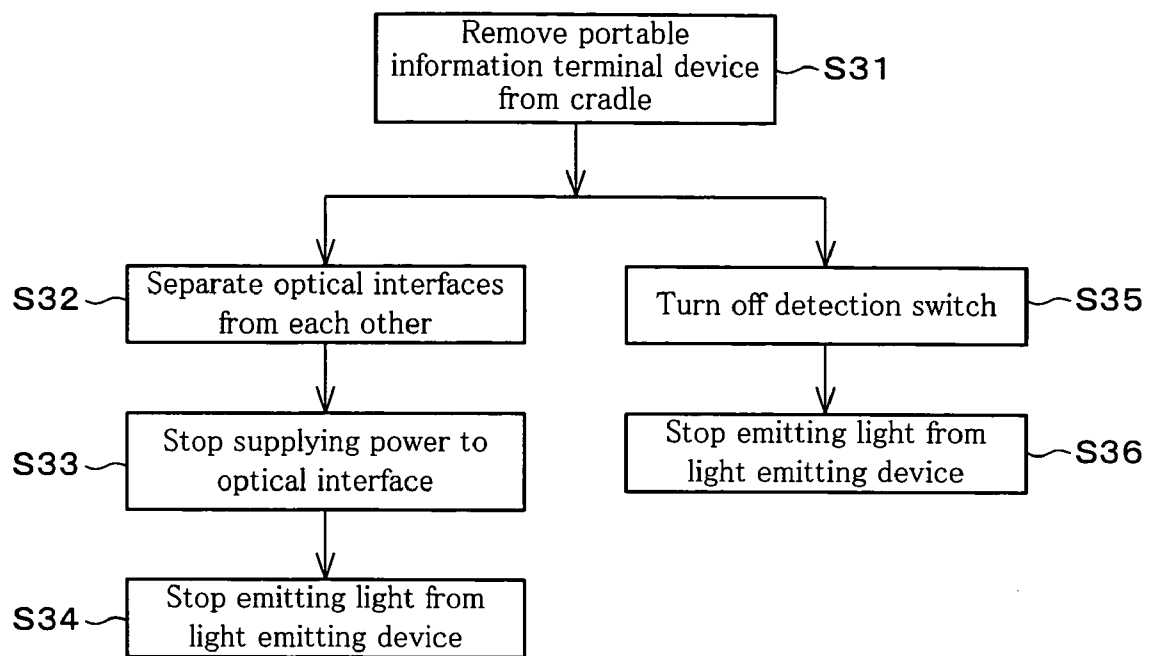 Remove portable
information terminal device
from cradle
S31
S32
Separate optical interfaces
from each other
Turn off detection switch
S35
S33
Stop supplying power to
optical interface
Stop emitting light from
light emitting device
S36
S34
Stop emitting light from
light emitting device